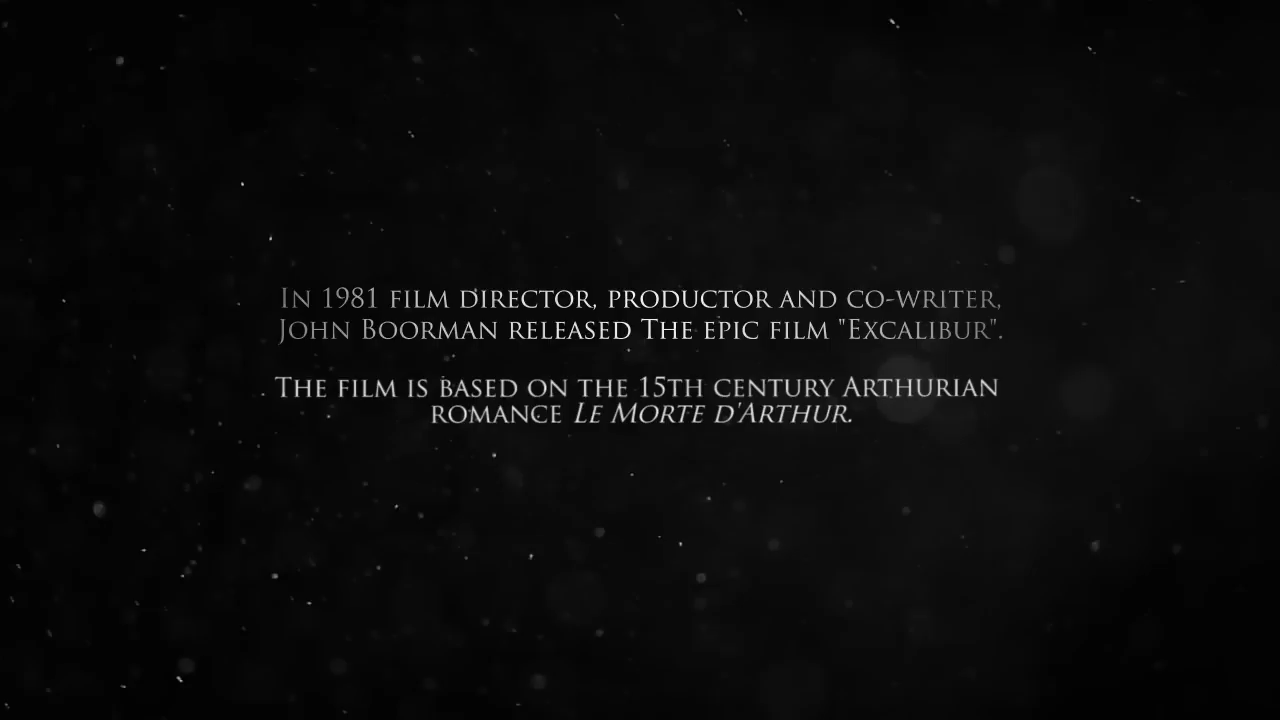 In 1981 film director, productor and co-writer,
John Boorman released The epic film "Excalibur".
The film is based on the 15th century Arthurian
romance Le Morte d'Arthur.